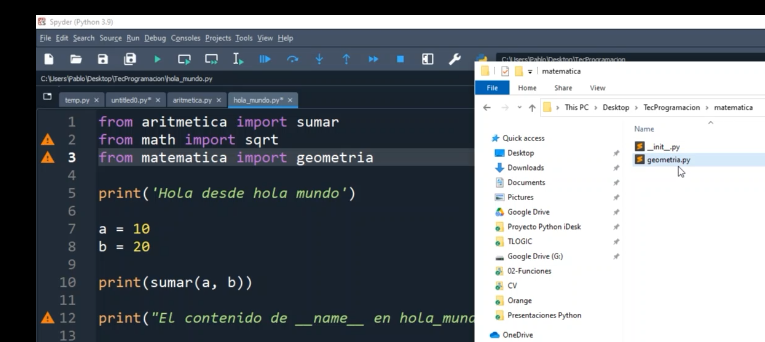 Spyder (Python 3.9)
File Edit Search Source Run Debug Consoles Projects Tools View Help
C:\Users\Pablo\Desktop\TecProgramacion
C:\Users\Pablo\Desktop\TecProgramacion\hola_mundo.py
temp.py × untitled0.py* × aritmetica.py × hola_mundo.py* ×
1 from aritmetica import sumar
2 from math import sqrt
3 from matematica import geometria
4
5 print('Hola desde hola mundo')
6
7 a = 10
8 b = 20
9
10 print(sumar(a, b))
11
12 print("El contenido de __name__ en hola_mund
13
matematica
File Home Share View
This PC > Desktop > TecProgramacion > matematica
Name
Quick access
Desktop
Downloads
Documents
Pictures
Google Drive
Proyecto Python iDesk
TLOGIC
Google Drive (G:)
02-Funciones
CV
Orange
Presentaciones Python
OneDrive
__init__.py
geometria.py